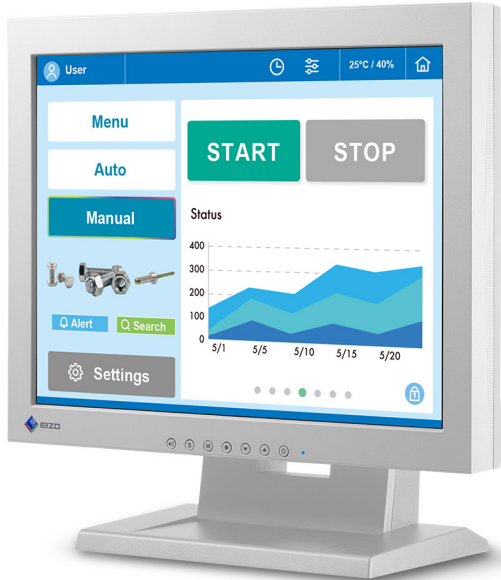 User
25°C / 40%
Menu
Auto
Manual
Alert
Search
Settings
START
STOP
Status
400
300
200
100
0
5/1
5/5
5/10
5/15
5/20
EIZO
S
M